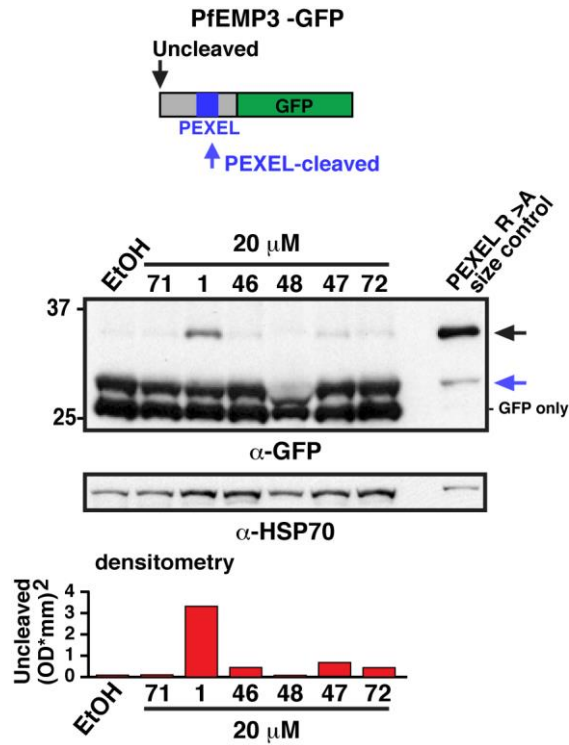 PfEMP3 -GFP
Uncleaved
GFP
PEXEL
PEXEL-cleaved
20 μM
EtOH 71 1 46 48 47 72
PEXEL R >A
size control
37
25
GFP only
α-GFP
α-HSP70
densitometry
Uncleaved
(OD*mm)²
4
3
2
1
0
EtOH 71 1 46 48 47 72
20 μM